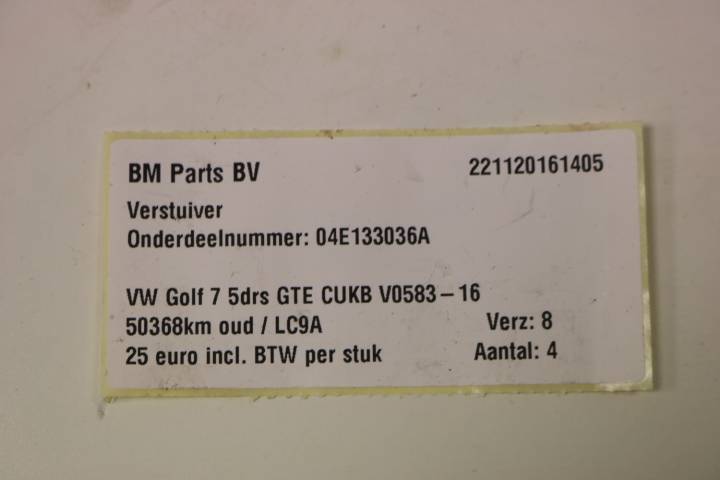 BM Parts BV 221120161405
Verstuiver
Onderdeelnummer: 04E133036A
VW Golf 7 5drs GTE CUKB V0583-16
50368km oud / LC9A Verz: 8
25 euro incl. BTW per stuk Aantal: 4